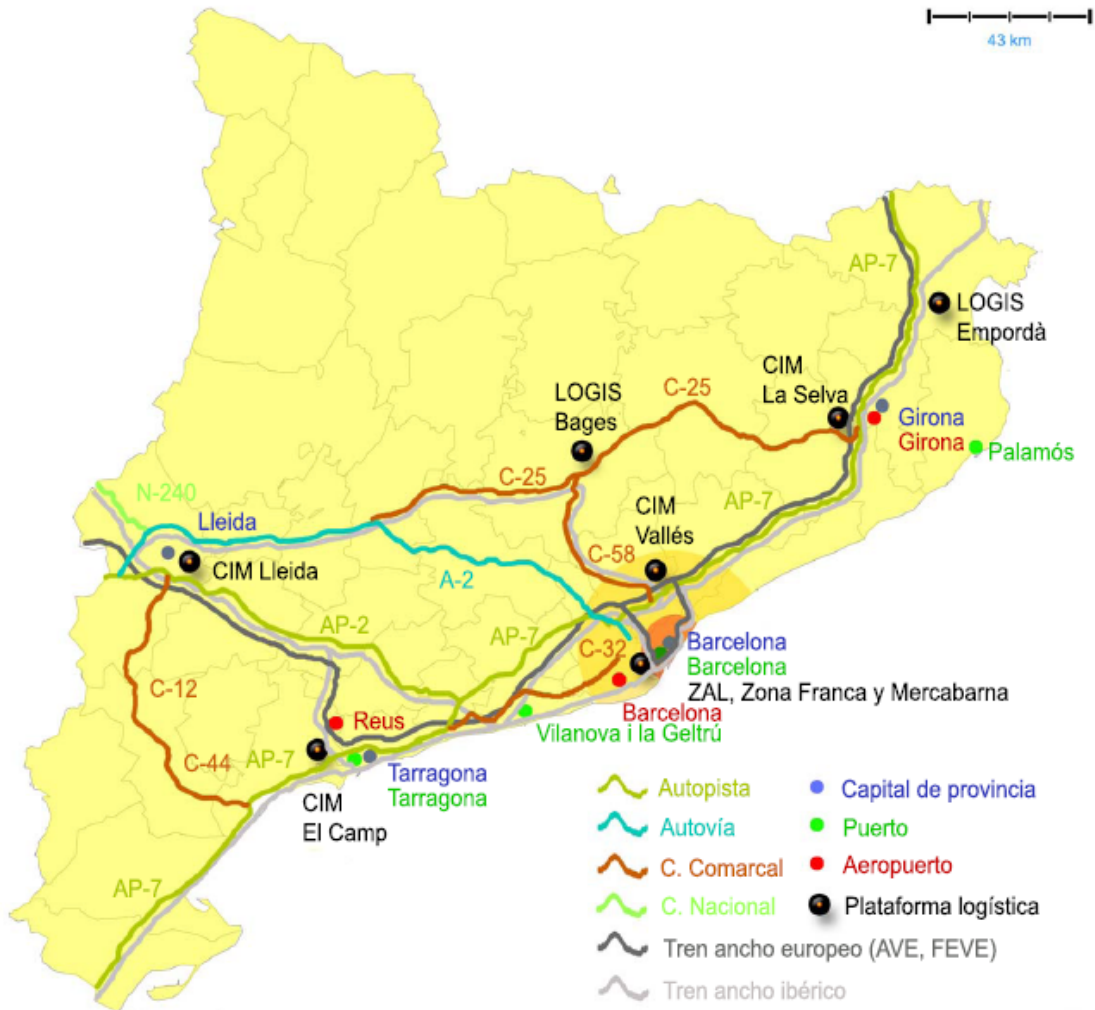 43 km
AP-7
LOGIS
Empordà
CIM
La Selva
C-25
LOGIS
Bages
Girona
Girona
Palamós
N-240
C-25
AP-7
Lleida
CIM
Vallés
CIM Lleida
C-58
A-2
AP-2
AP-7
C-32
Barcelona
Barcelona
ZAL, Zona Franca y Mercabarna
Barcelona
C-12
Reus
Vilanova i la Geltrú
C-44
AP-7
Tarragona
Tarragona
CIM
El Camp
AP-7
Autopista
Capital de provincia
Autovía
Puerto
C. Comarcal
Aeropuerto
C. Nacional
Plataforma logística
Tren ancho europeo (AVE, FEVE)
Tren ancho ibérico